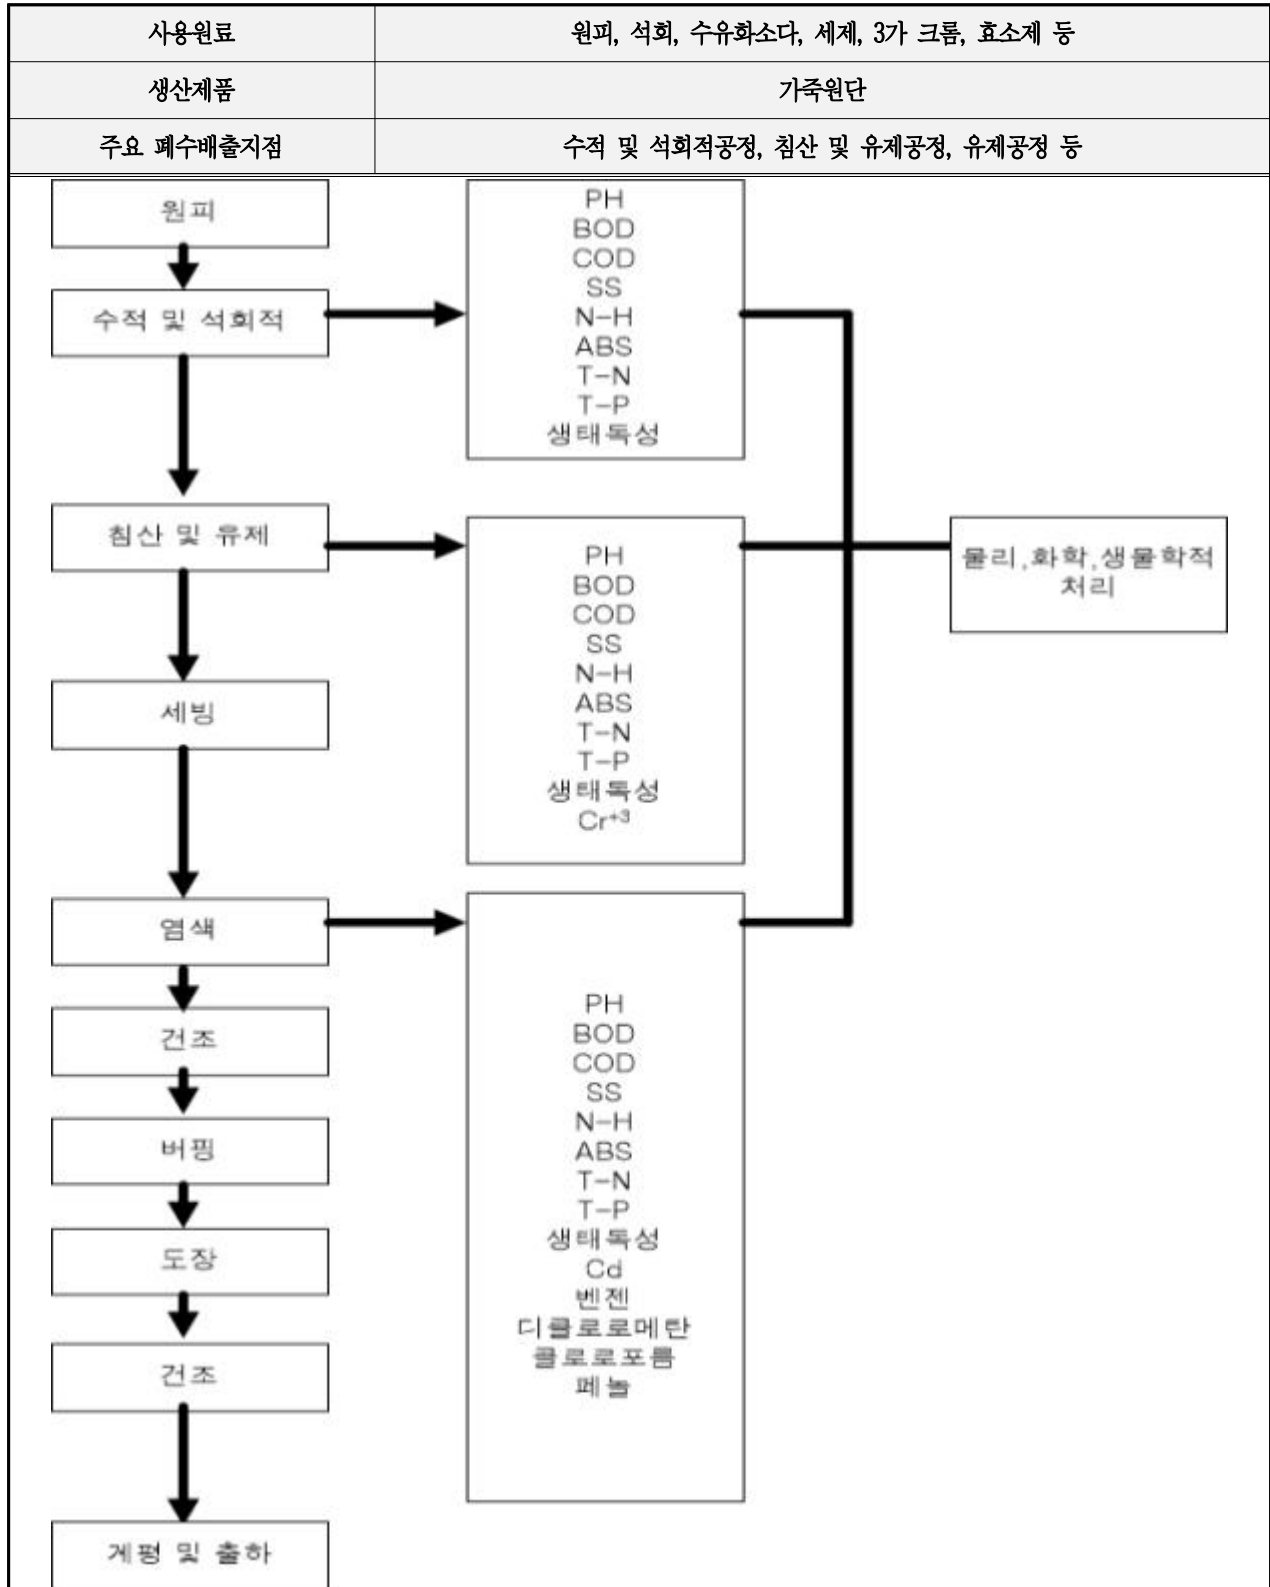 사용원료
원피, 석회, 수유화소다, 세제, 3가 크롬, 효소제 등
생산제품
가죽원단
주요 폐수배출지점
수적 및 석회적공정, 침산 및 유제공정, 유제공정 등
원피
수적 및 석회적
PH
BOD
COD
SS
N-H
ABS
T-N
T-P
생태독성
침산 및 유제
PH
BOD
COD
SS
N-H
ABS
T-N
T-P
생태독성
Cr+3
물리,화학,생물학적
처리
세빙
염색
PH
BOD
COD
SS
N-H
ABS
T-N
T-P
생태독성
Cd
벤젠
디클로로메탄
클로로포름
페놀
건조
버핑
도장
건조
계평 및 출하